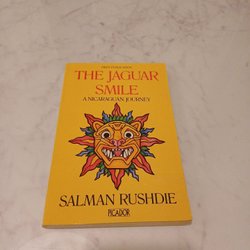 THE JAGUAR
SMILE
A NICARAGUAN JOURNEY
SALMAN RUSHDIE
PICADOR